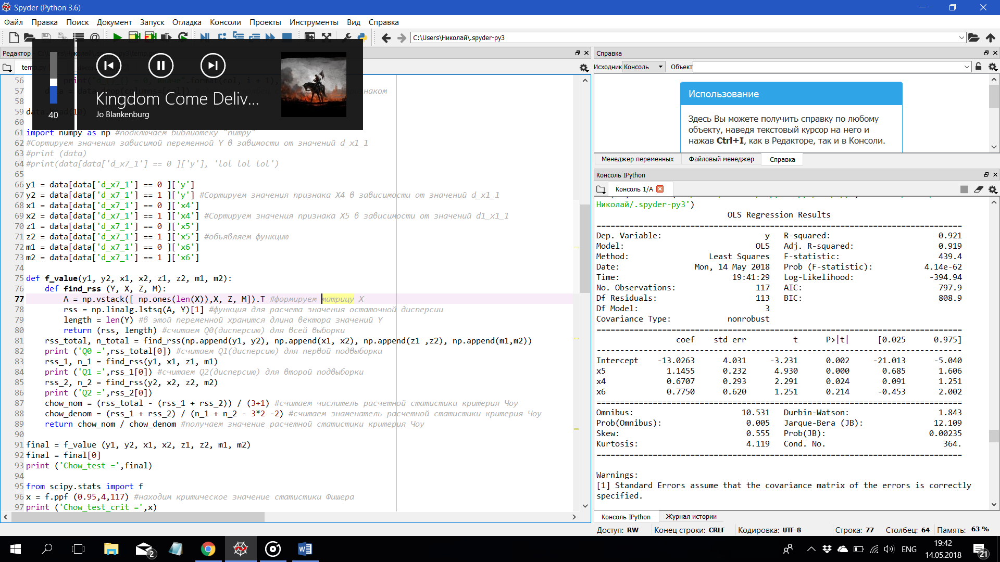 Spyder (Python 3.6)
Файл Правка Поиск Документ Запуск Отладка Консоли Проекты Инструменты Вид Справка
C:\Users\Николай\.spyder-py3
Редактор - C:\Users\Николай\.spyder-py3\temp.py
temp.py
40
Kingdom Come Deliv...
Jo Blankenburg
56 print("d_{}_{} = 0, иначе".format(col, i + 1),
57 data = data.drop(columns=[col])
58
59 data.head(10)
60
61 import numpy as np #подключаем библиотеку "numpy"
62 #Сортируем значения зависимой переменной Y в завимости от значений d_x1_1
63 #print (data)
64 #print(data[data['d_x7_1'] == 0 ]['y'], 'lol lol lol')
65
66 y1 = data[data['d_x7_1'] == 0 ]['y']
67 y2 = data[data['d_x7_1'] == 1 ]['y'] #Сортируем значения признака X4 в зависимости от значений d_x1_1
68 x1 = data[data['d_x7_1'] == 0 ]['x4']
69 x2 = data[data['d_x7_1'] == 1 ]['x4'] #Сортируем значения признака X5 в зависимости от значений d1_x1_1
70 z1 = data[data['d_x7_1'] == 0 ]['x5']
71 z2 = data[data['d_x7_1'] == 1 ]['x5'] #объявляем функцию
72 m1 = data[data['d_x7_1'] == 0 ]['x6']
73 m2 = data[data['d_x7_1'] == 1 ]['x6']
74
75 def f_value(y1, y2, x1, x2, z1, z2, m1, m2):
76 def find_rss (Y, X, Z, M):
77 A = np.vstack([ np.ones(len(X)),X, Z, M]).T #формируем матрицу X
78 rss = np.linalg.lstsq(A, Y)[1] #функция для расчета значения остаточной дисперсии
79 length = len(Y) #в этой переменной хранится длина вектора значений Y
80 return (rss, length) #считаем Q0(дисперсию) для всей выборки
81 rss_total, n_total = find_rss(np.append(y1, y2), np.append(x1, x2), np.append(z1 ,z2), np.append(m1,m2))
82 print ('Q0 =',rss_total[0]) #считаем Q1(дисперсию) для первой подвыборки
83 rss_1, n_1 = find_rss(y1, x1, z1, m1)
84 print ('Q1 =',rss_1[0]) #считаем Q2(дисперсию) для второй подвыборки
85 rss_2, n_2 = find_rss(y2, x2, z2, m2)
86 print ('Q2 =',rss_2[0])
87 chow_nom = (rss_total - (rss_1 + rss_2)) / (3+1) #считаем числитель расчетной статистики критерия Чоу
88 chow_denom = (rss_1 + rss_2) / (n_1 + n_2 - 3*2 -2) #считаем знаменатель расчетной статистики критерия Чоу
89 return chow_nom / chow_denom #получаем значение расчетной статистики критерия Чоу
90
91 final = f_value (y1, y2, x1, x2, z1, z2, m1, m2)
92 final = final[0]
93 print ('Chow_test =',final)
94
95 from scipy.stats import f
96 x = f.ppf (0.95,4,117) #находим критическое значение статистики Фишера
97 print ('Chow_test_crit =',x)
Справка
Исходник Консоль Объект
Использование
Здесь Вы можете получить справку по любому
объекту, наведя текстовый курсор на него и
нажав Ctrl+I, как в Редакторе, так и в Консоли.
Менеджер переменных Файловый менеджер Справка
Консоль IPython
Консоль 1/A
Николай/.spyder-py3')
OLS Regression Results
==============================================================================
Dep. Variable: y R-squared: 0.921
Model: OLS Adj. R-squared: 0.919
Method: Least Squares F-statistic: 439.4
Date: Mon, 14 May 2018 Prob (F-statistic): 4.14e-62
Time: 19:41:29 Log-Likelihood: -394.94
No. Observations: 117 AIC: 797.9
Df Residuals: 113 BIC: 808.9
Df Model: 3
Covariance Type: nonrobust
==============================================================================
coef std err t P>|t| [0.025 0.975]
------------------------------------------------------------------------------
Intercept -13.0263 4.031 -3.231 0.002 -21.013 -5.040
x5 1.1455 0.232 4.930 0.000 0.685 1.606
x4 0.6707 0.293 2.291 0.024 0.091 1.251
x6 0.7750 0.620 1.251 0.214 -0.453 2.002
==============================================================================
Omnibus: 10.531 Durbin-Watson: 1.843
Prob(Omnibus): 0.005 Jarque-Bera (JB): 12.109
Skew: 0.555 Prob(JB): 0.00235
Kurtosis: 4.119 Cond. No. 364.
==============================================================================
Warnings:
[1] Standard Errors assume that the covariance matrix of the errors is correctly
specified.
Консоль IPython Журнал истории
Доступ: RW Конец строки: CRLF Кодировка: UTF-8 Строка: 77 Столбец: 64 Память: 63 %
2
ENG
19:42
14.05.2018
21